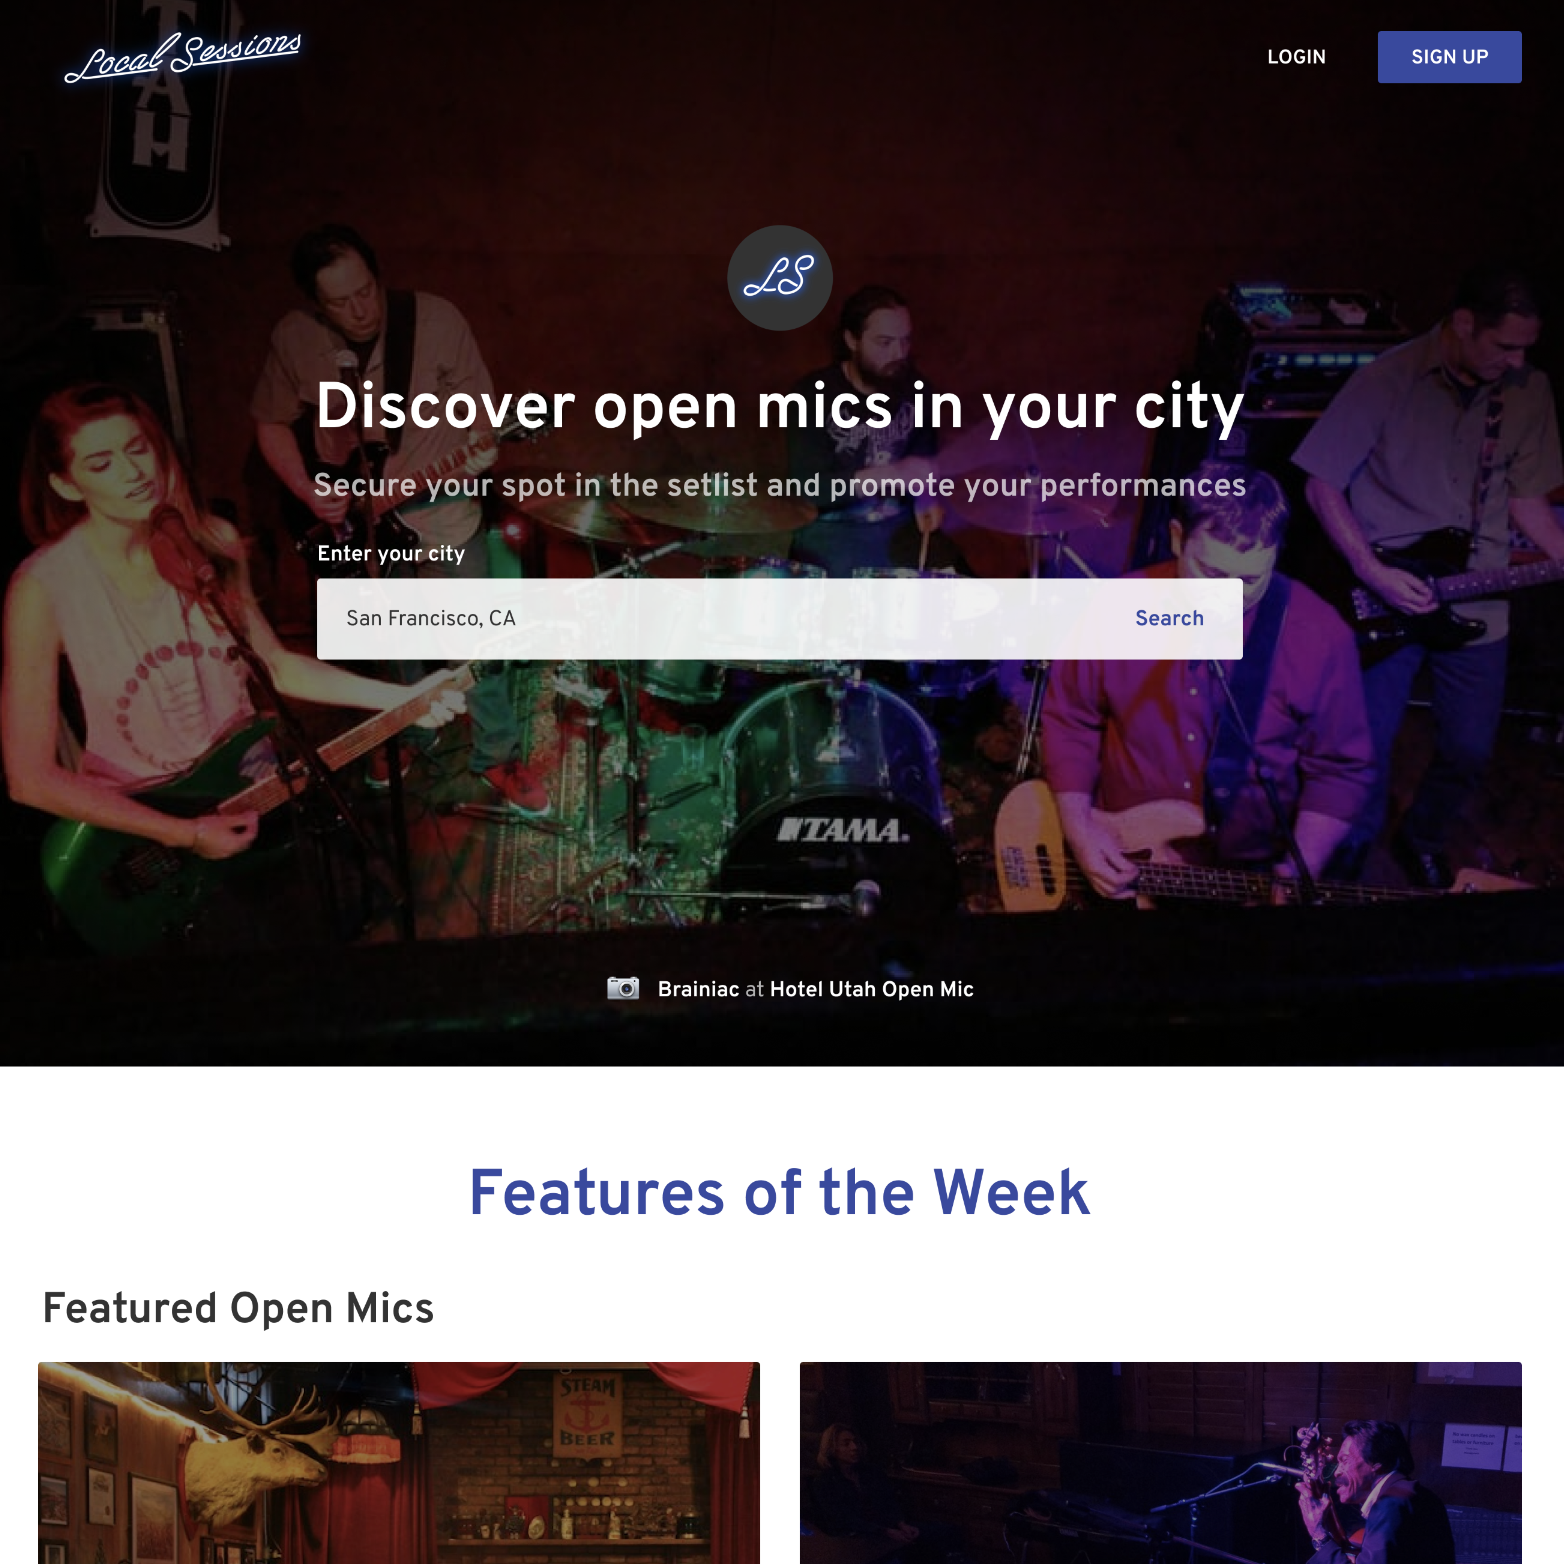 TAH
Local Sessions
LOGIN
SIGN UP
LS
Discover open mics in your city
Secure your spot in the setlist and promote your performances
Enter your city
San Francisco, CA
Search
TAMA
Brainiac at Hotel Utah Open Mic
Features of the Week
Featured Open Mics
STEAM
BEER